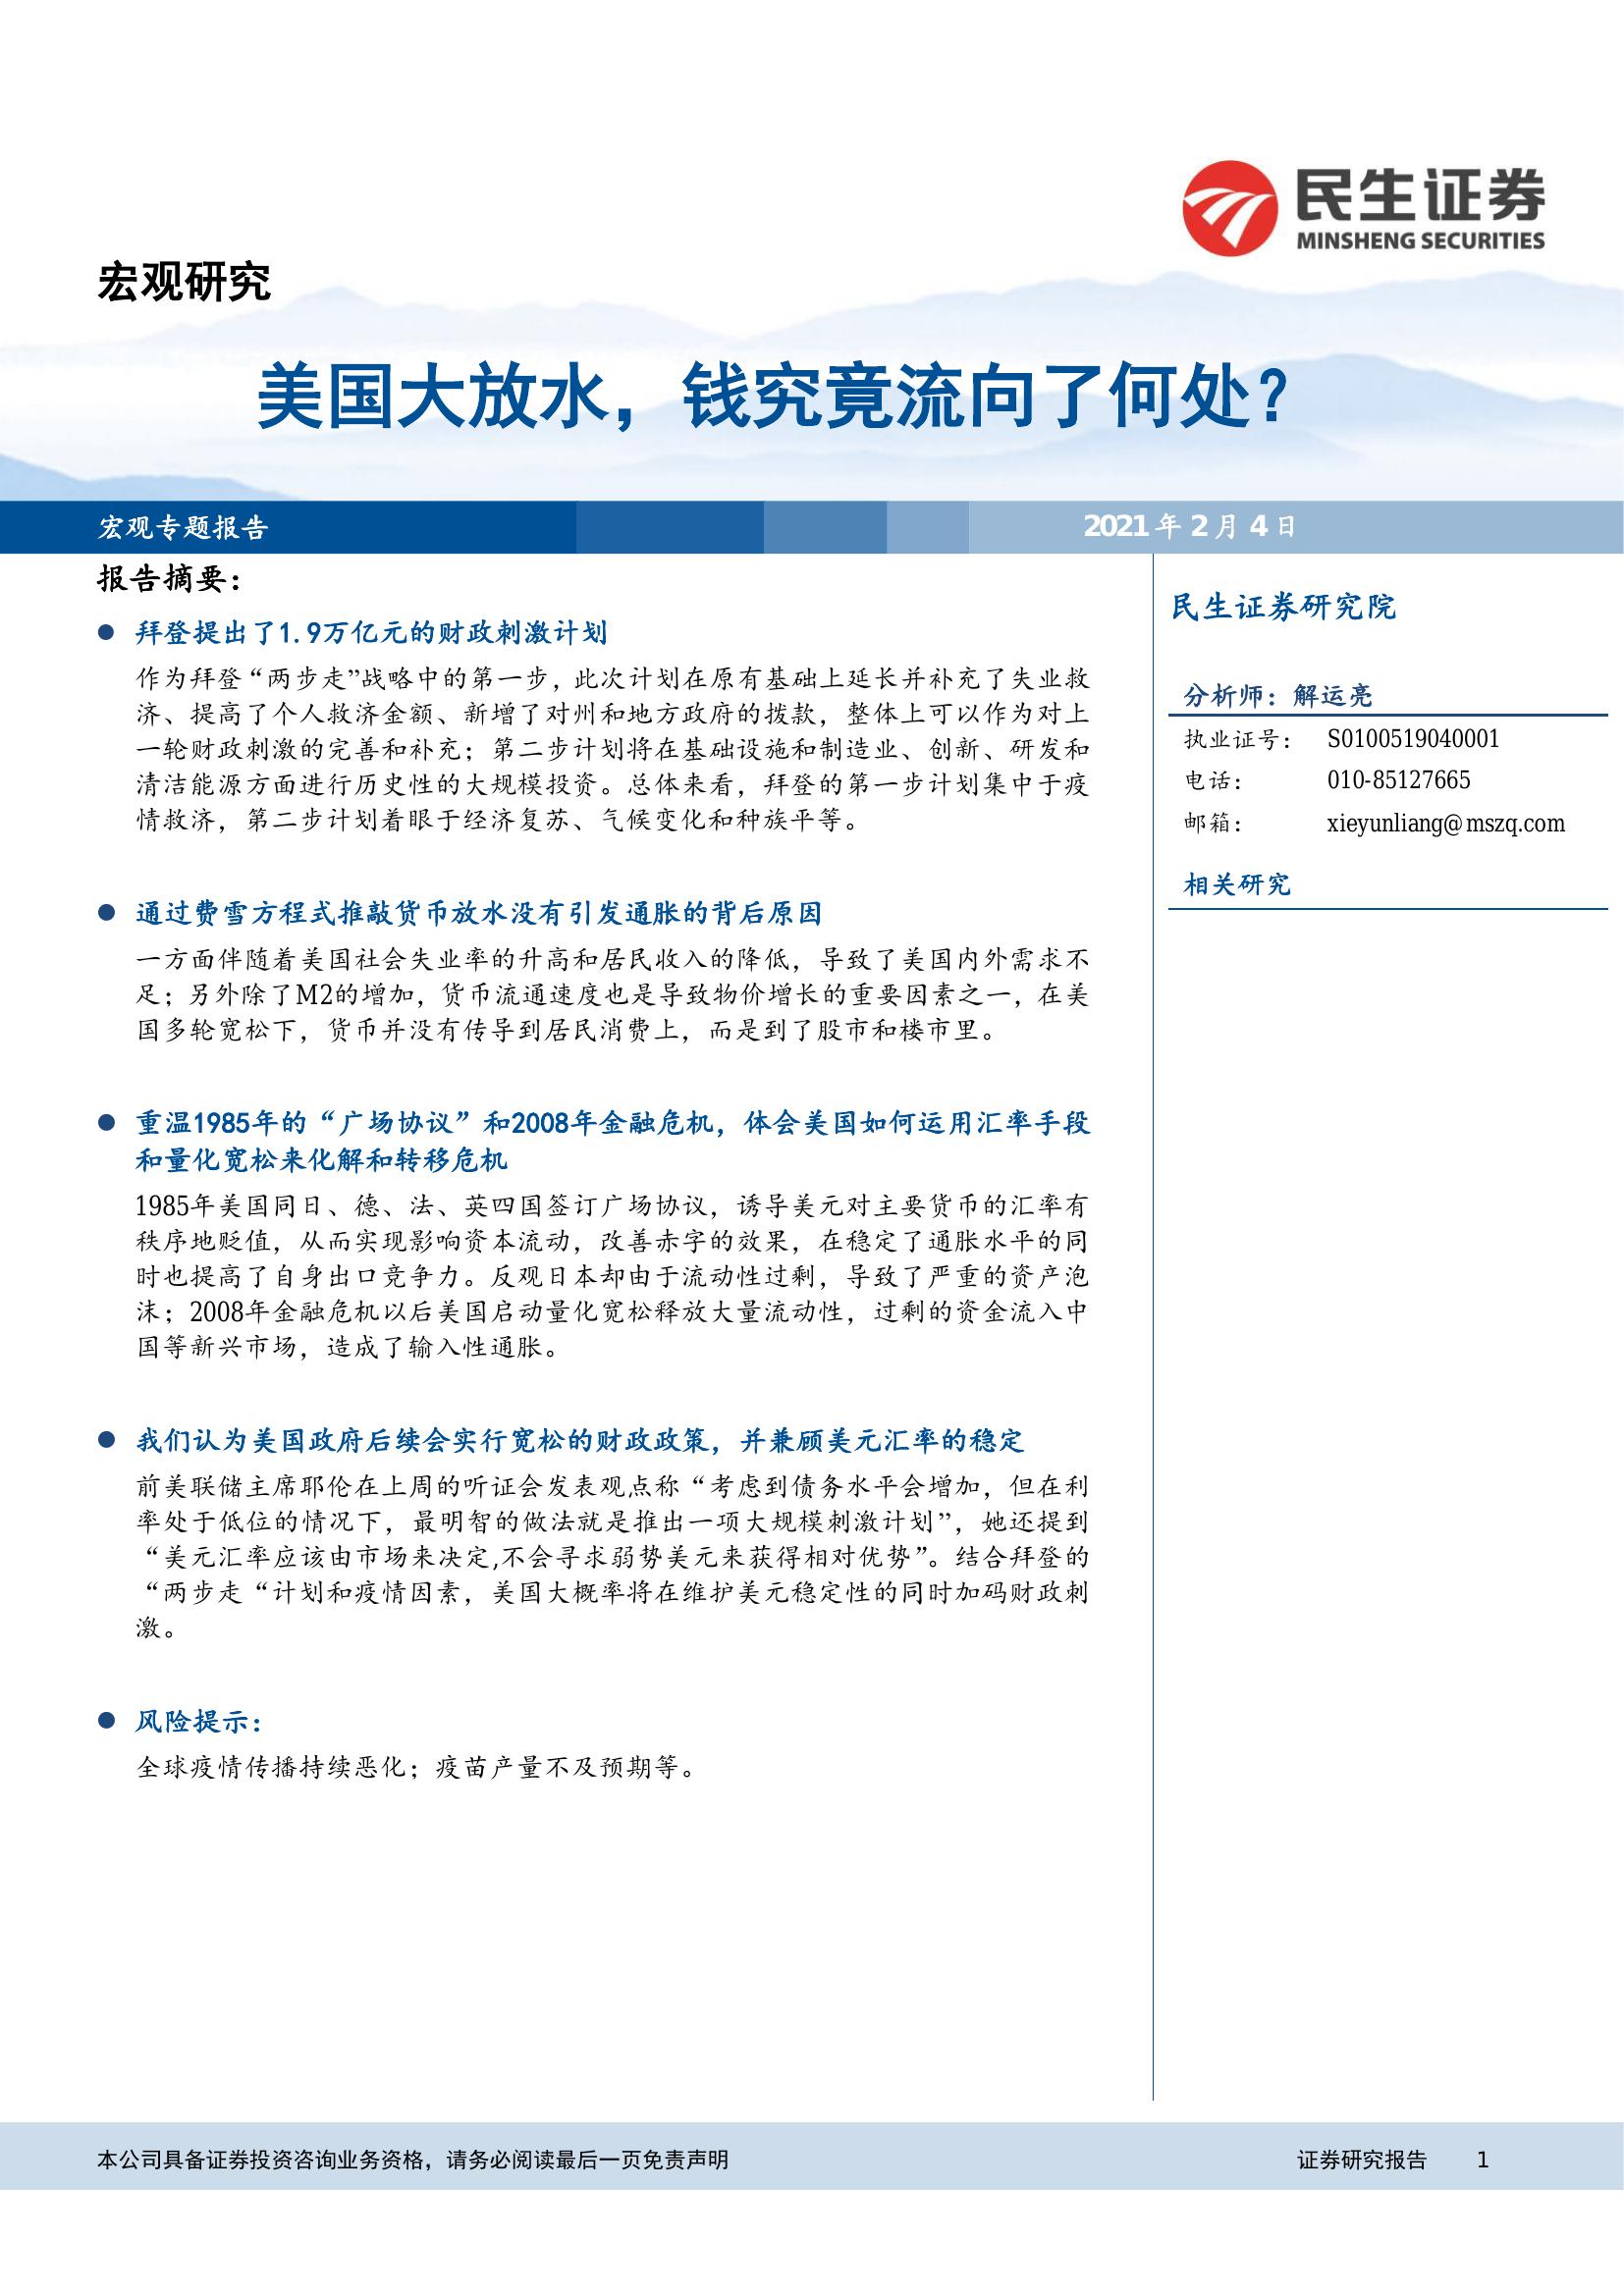 民生证券
MINSHENG SECURITIES
宏观研究
美国大放水，钱究竟流向了何处？
宏观专题报告
2021 年 2 月 4 日
报告摘要：
● 拜登提出了1.9万亿元的财政刺激计划
作为拜登“两步走”战略中的第一步，此次计划在原有基础上延长并补充了失业救
济、提高了个人救济金额、新增了对州和地方政府的拨款，整体上可以作为对上
一轮财政刺激的完善和补充；第二步计划将在基础设施和制造业、创新、研发和
清洁能源方面进行历史性的大规模投资。总体来看，拜登的第一步计划集中于疫
情救济，第二步计划着眼于经济复苏、气候变化和种族平等。
● 通过费雪方程式推敲货币放水没有引发通胀的背后原因
一方面伴随着美国社会失业率的升高和居民收入的降低，导致了美国内外需求不
足；另外除了M2的增加，货币流通速度也是导致物价增长的重要因素之一，在美
国多轮宽松下，货币并没有传导到居民消费上，而是到了股市和楼市里。
● 重温1985年的“广场协议”和2008年金融危机，体会美国如何运用汇率手段
和量化宽松来化解和转移危机
1985年美国同日、德、法、英四国签订广场协议，诱导美元对主要货币的汇率有
秩序地贬值，从而实现影响资本流动，改善赤字的效果，在稳定了通胀水平的同
时也提高了自身出口竞争力。反观日本却由于流动性过剩，导致了严重的资产泡
沫；2008年金融危机以后美国启动量化宽松释放大量流动性，过剩的资金流入中
国等新兴市场，造成了输入性通胀。
● 我们认为美国政府后续会实行宽松的财政政策，并兼顾美元汇率的稳定
前美联储主席耶伦在上周的听证会发表观点称“考虑到债务水平会增加，但在利
率处于低位的情况下，最明智的做法就是推出一项大规模刺激计划”，她还提到
“美元汇率应该由市场来决定,不会寻求弱势美元来获得相对优势”。结合拜登的
“两步走“计划和疫情因素，美国大概率将在维护美元稳定性的同时加码财政刺
激。
● 风险提示：
全球疫情传播持续恶化；疫苗产量不及预期等。
民生证券研究院
分析师：解运亮
执业证号： S0100519040001
电话： 010-85127665
邮箱： xieyunliang@mszq.com
相关研究
本公司具备证券投资咨询业务资格，请务必阅读最后一页免责声明
证券研究报告 1